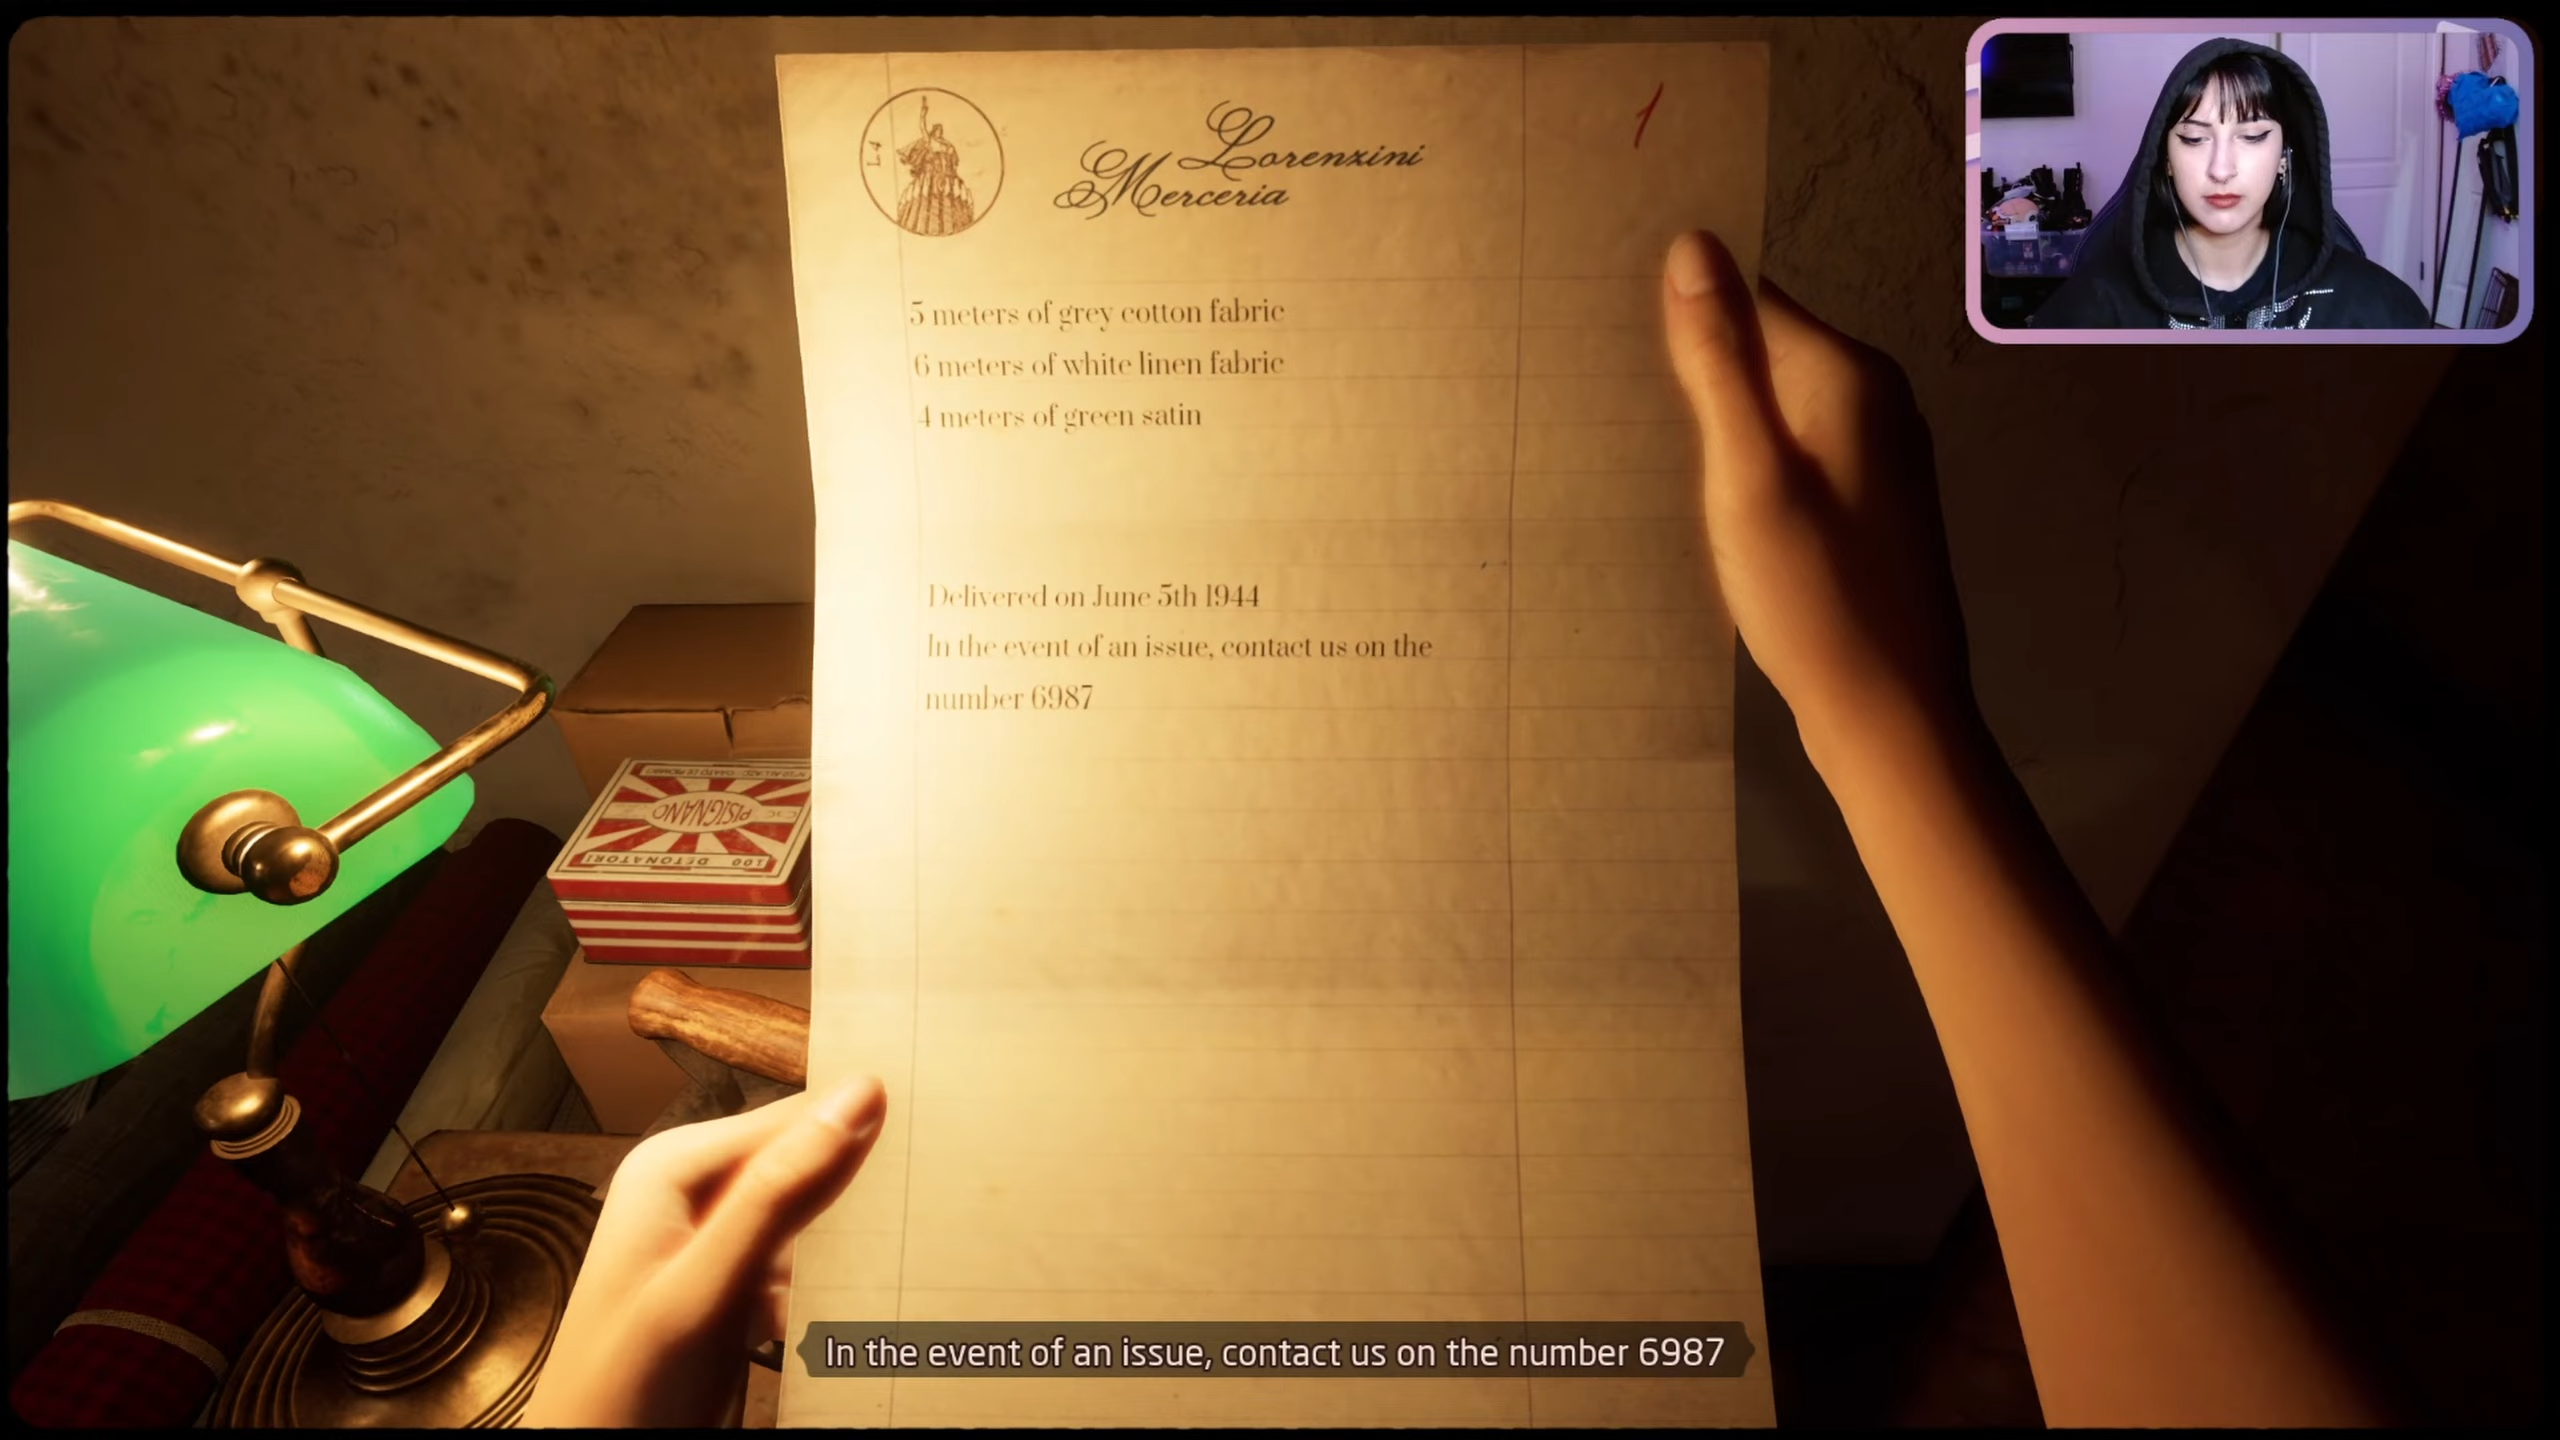 L4
Lorenzini
Merceria
1
5 meters of grey cotton fabric
6 meters of white linen fabric
4 meters of green satin
Delivered on June 5th 1944
In the event of an issue, contact us on the
number 6987
PISIGNANO
100 DETONATORI
In the event of an issue, contact us on the number 6987